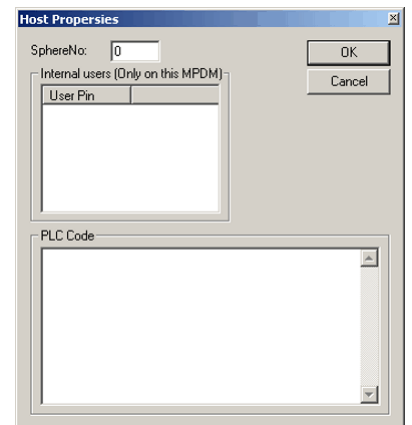 Host Propersies
SphereNo: 0
OK
Internal users (Only on this MPDM)
Cancel
User Pin
PLC Code